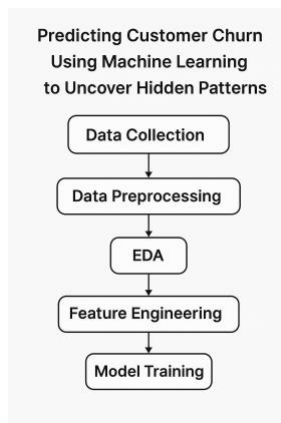 Predicting Customer Churn
Using Machine Learning
to Uncover Hidden Patterns
Data Collection
Data Preprocessing
EDA
Feature Engineering
Model Training